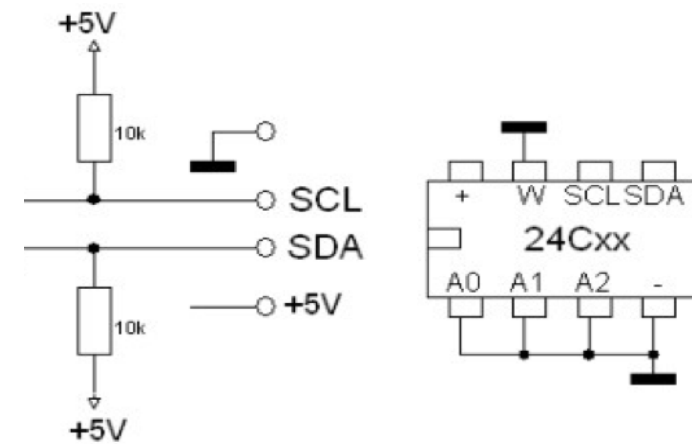 +5V
10k
SCL
SDA
+5V
10k
+5V
+ W SCL SDA
24Cxx
A0 A1 A2 -